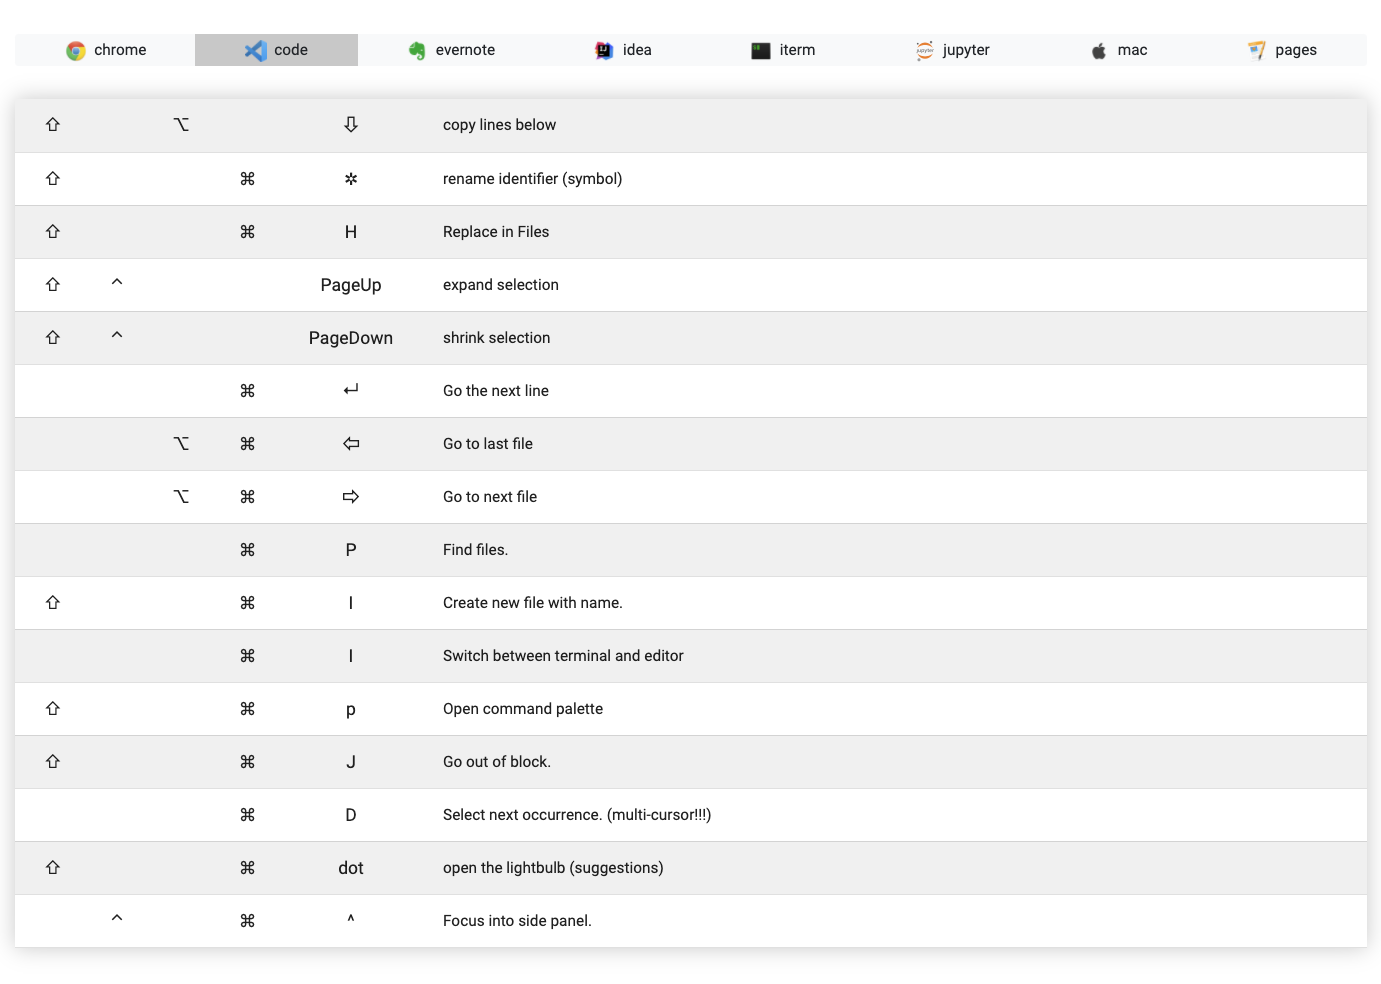 chrome code evernote idea iterm jupyter mac pages
⇧ ⌥ ⇩ copy lines below
⇧ ⌘ ✲ rename identifier (symbol)
⇧ ⌘ H Replace in Files
⇧ ⌃ PageUp expand selection
⇧ ⌃ PageDown shrink selection
⌘ ↵ Go the next line
⌥ ⌘ ⇦ Go to last file
⌥ ⌘ ⇨ Go to next file
⌘ P Find files.
⇧ ⌘ I Create new file with name.
⌘ I Switch between terminal and editor
⇧ ⌘ p Open command palette
⇧ ⌘ J Go out of block.
⌘ D Select next occurrence. (multi-cursor!!!)
⇧ ⌘ dot open the lightbulb (suggestions)
⌃ ⌘ ^ Focus into side panel.